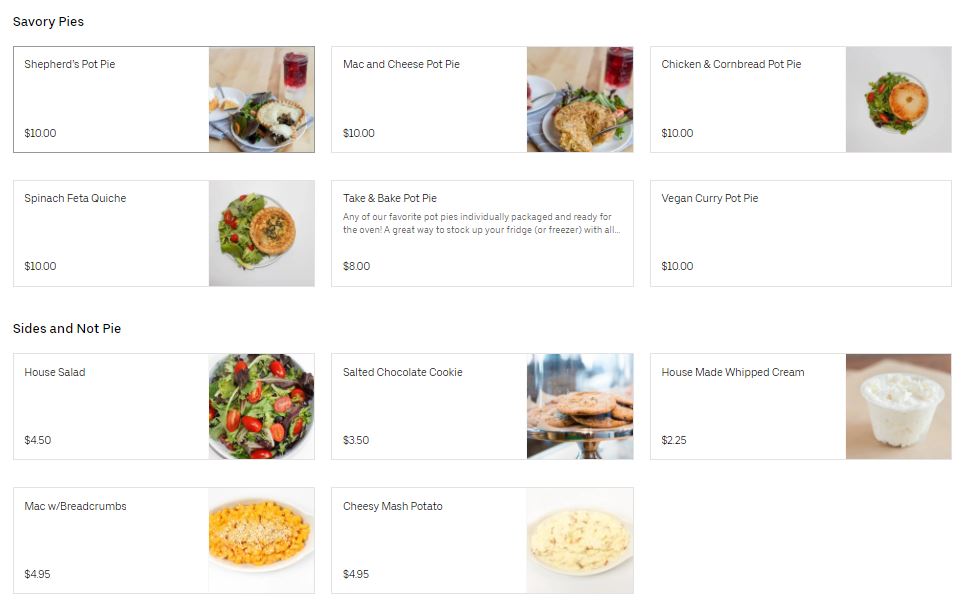 Savory Pies
Shepherd's Pot Pie
$10.00
Mac and Cheese Pot Pie
$10.00
Chicken & Cornbread Pot Pie
$10.00
Spinach Feta Quiche
$10.00
Take & Bake Pot Pie
Any of our favorite pot pies individually packaged and ready for
the oven! A great way to stock up your fridge (or freezer) with all...
$8.00
Vegan Curry Pot Pie
$10.00
Sides and Not Pie
House Salad
$4.50
Salted Chocolate Cookie
$3.50
House Made Whipped Cream
$2.25
Mac w/Breadcrumbs
$4.95
Cheesy Mash Potato
$4.95